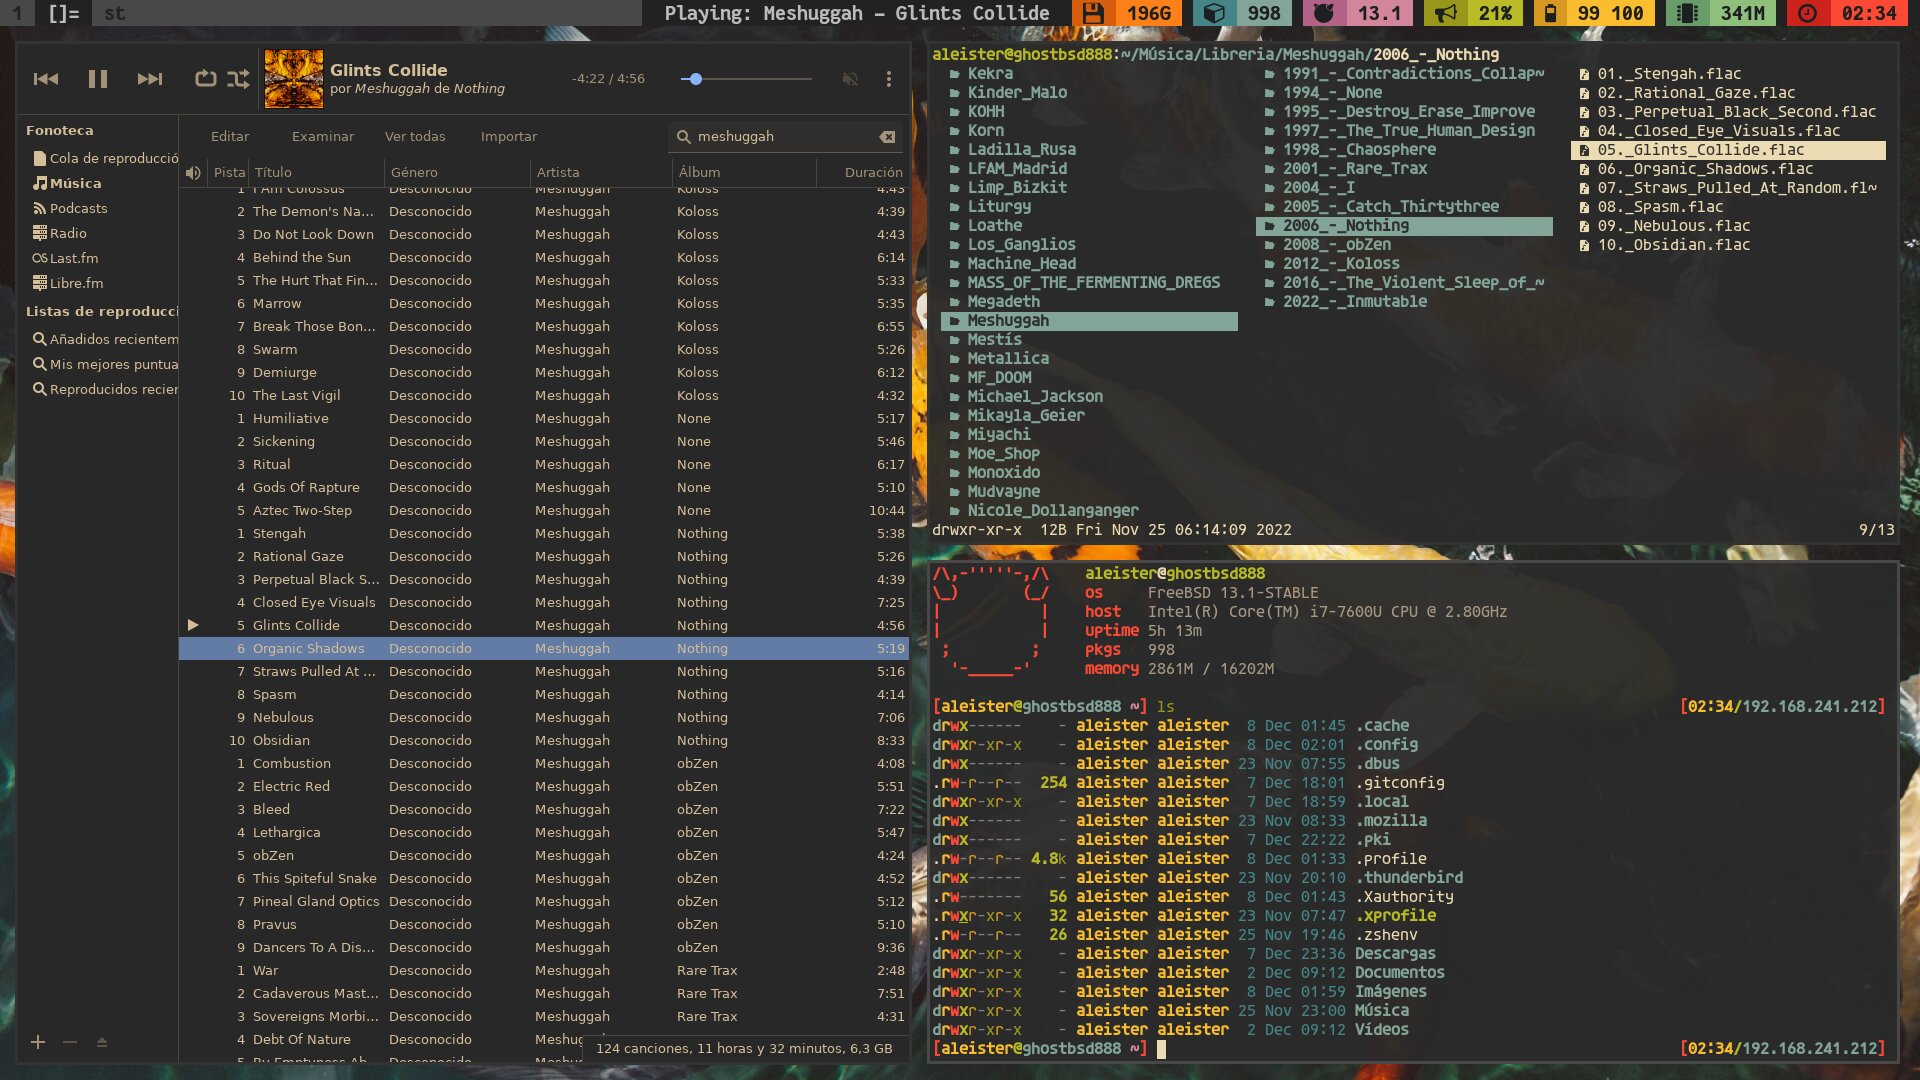 1 []= st Playing: Meshuggah – Glints Collide 196G 998 13.1 21% 99 100 341M 02:34
Glints Collide
por Meshuggah de Nothing
-4:22 / 4:56
Fonoteca
Cola de reproducció
Música
Podcasts
Radio
Last.fm
Libre.fm
Listas de reproducci
Añadidos recientem
Mis mejores puntua
Reproducidos recier
Editar Examinar Ver todas Importar meshuggah
Pista Título Género Artista Álbum Duración
1 I Am Colossus Desconocido Meshuggah Koloss 4:43
2 The Demon's Na... Desconocido Meshuggah Koloss 4:39
3 Do Not Look Down Desconocido Meshuggah Koloss 4:43
4 Behind the Sun Desconocido Meshuggah Koloss 6:14
5 The Hurt That Fin... Desconocido Meshuggah Koloss 5:33
6 Marrow Desconocido Meshuggah Koloss 5:35
7 Break Those Bon... Desconocido Meshuggah Koloss 6:55
8 Swarm Desconocido Meshuggah Koloss 5:26
9 Demiurge Desconocido Meshuggah Koloss 6:12
10 The Last Vigil Desconocido Meshuggah Koloss 4:32
1 Humiliative Desconocido Meshuggah None 5:17
2 Sickening Desconocido Meshuggah None 5:46
3 Ritual Desconocido Meshuggah None 6:17
4 Gods Of Rapture Desconocido Meshuggah None 5:10
5 Aztec Two-Step Desconocido Meshuggah None 10:44
1 Stengah Desconocido Meshuggah Nothing 5:38
2 Rational Gaze Desconocido Meshuggah Nothing 5:26
3 Perpetual Black S... Desconocido Meshuggah Nothing 4:39
4 Closed Eye Visuals Desconocido Meshuggah Nothing 7:25
5 Glints Collide Desconocido Meshuggah Nothing 4:56
6 Organic Shadows Desconocido Meshuggah Nothing 5:19
7 Straws Pulled At ... Desconocido Meshuggah Nothing 5:16
8 Spasm Desconocido Meshuggah Nothing 4:14
9 Nebulous Desconocido Meshuggah Nothing 7:06
10 Obsidian Desconocido Meshuggah Nothing 8:33
1 Combustion Desconocido Meshuggah obZen 4:08
2 Electric Red Desconocido Meshuggah obZen 5:51
3 Bleed Desconocido Meshuggah obZen 7:22
4 Lethargica Desconocido Meshuggah obZen 5:47
5 obZen Desconocido Meshuggah obZen 4:24
6 This Spiteful Snake Desconocido Meshuggah obZen 4:52
7 Pineal Gland Optics Desconocido Meshuggah obZen 5:12
8 Pravus Desconocido Meshuggah obZen 5:10
9 Dancers To A Dis... Desconocido Meshuggah obZen 9:36
1 War Desconocido Meshuggah Rare Trax 2:48
2 Cadaverous Mast... Desconocido Meshuggah Rare Trax 7:51
3 Sovereigns Morbi... Desconocido Meshuggah Rare Trax 4:31
4 Debt Of Nature Desconocido Meshug
124 canciones, 11 horas y 32 minutos, 6,3 GB
aleister@ghostbsd888:~/Música/Libreria/Meshuggah/2006_-_Nothing
Kekra
Kinder_Malo
KOHH
Korn
Ladilla_Rusa
LFAM_Madrid
Limp_Bizkit
Liturgy
Loathe
Los_Ganglios
Machine_Head
MASS_OF_THE_FERMENTING_DREGS
Megadeth
Meshuggah
Mestís
Metallica
MF_DOOM
Michael_Jackson
Mikayla_Geier
Miyachi
Moe_Shop
Monoxido
Mudvayne
Nicole_Dollanganger
1991_-_Contradictions_Collap~
1994_-_None
1995_-_Destroy_Erase_Improve
1997_-_The_True_Human_Design
1998_-_Chaosphere
2001_-_Rare_Trax
2004_-_I
2005_-_Catch_Thirtythree
2006_-_Nothing
2008_-_obZen
2012_-_Koloss
2016_-_The_Violent_Sleep_of_~
2022_-_Inmutable
01._Stengah.flac
02._Rational_Gaze.flac
03._Perpetual_Black_Second.flac
04._Closed_Eye_Visuals.flac
05._Glints_Collide.flac
06._Organic_Shadows.flac
07._Straws_Pulled_At_Random.fl~
08._Spasm.flac
09._Nebulous.flac
10._Obsidian.flac
drwxr-xr-x 12B Fri Nov 25 06:14:09 2022 9/13
aleister@ghostbsd888
os FreeBSD 13.1-STABLE
host Intel(R) Core(TM) i7-7600U CPU @ 2.80GHz
uptime 5h 13m
pkgs 998
memory 2861M / 16202M
[aleister@ghostbsd888 ~] ls [02:34/192.168.241.212]
drwx------ - aleister aleister 8 Dec 01:45 .cache
drwxr-xr-x - aleister aleister 8 Dec 02:01 .config
drwx------ - aleister aleister 23 Nov 07:55 .dbus
.rw-r--r-- 254 aleister aleister 7 Dec 18:01 .gitconfig
drwxr-xr-x - aleister aleister 7 Dec 18:59 .local
drwx------ - aleister aleister 23 Nov 08:33 .mozilla
drwx------ - aleister aleister 7 Dec 22:22 .pki
.rw-r--r-- 4.8k aleister aleister 8 Dec 01:33 .profile
drwx------ - aleister aleister 23 Nov 20:10 .thunderbird
.rw------- 56 aleister aleister 8 Dec 01:43 .Xauthority
.rwxr-xr-x 32 aleister aleister 23 Nov 07:47 .xprofile
.rw-r--r-- 26 aleister aleister 25 Nov 19:46 .zshenv
drwxr-xr-x - aleister aleister 7 Dec 23:36 Descargas
drwxr-xr-x - aleister aleister 2 Dec 09:12 Documentos
drwxr-xr-x - aleister aleister 8 Dec 01:59 Imágenes
drwxr-xr-x - aleister aleister 25 Nov 23:00 Música
drwxr-xr-x - aleister aleister 2 Dec 09:12 Vídeos
[aleister@ghostbsd888 ~] [02:34/192.168.241.212]